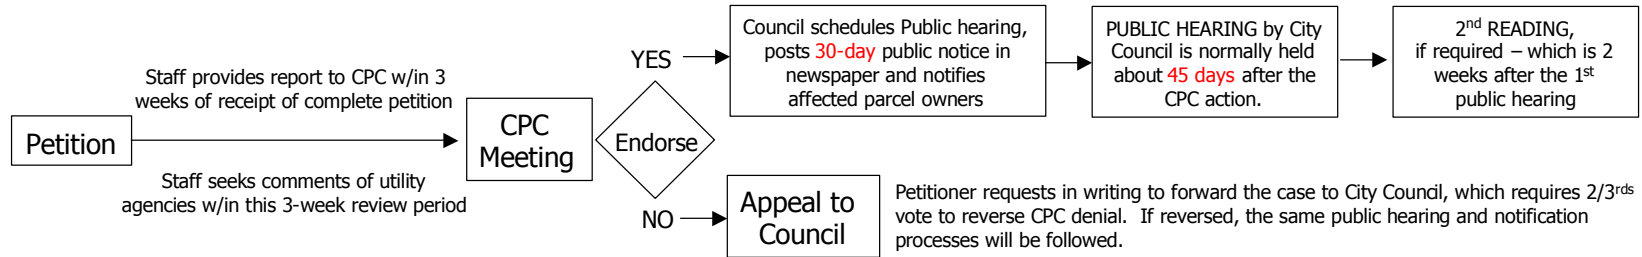 Petition
Staff provides report to CPC w/in 3
weeks of receipt of complete petition
Staff seeks comments of utility
agencies w/in this 3-week review period
CPC
Meeting
Endorse
YES
Council schedules Public hearing,
posts 30-day public notice in
newspaper and notifies
affected parcel owners
PUBLIC HEARING by City
Council is normally held
about 45 days after the
CPC action.
2nd READING,
if required – which is 2
weeks after the 1st
public hearing
NO
Appeal to
Council
Petitioner requests in writing to forward the case to City Council, which requires 2/3rds
vote to reverse CPC denial.  If reversed, the same public hearing and notification
processes will be followed.